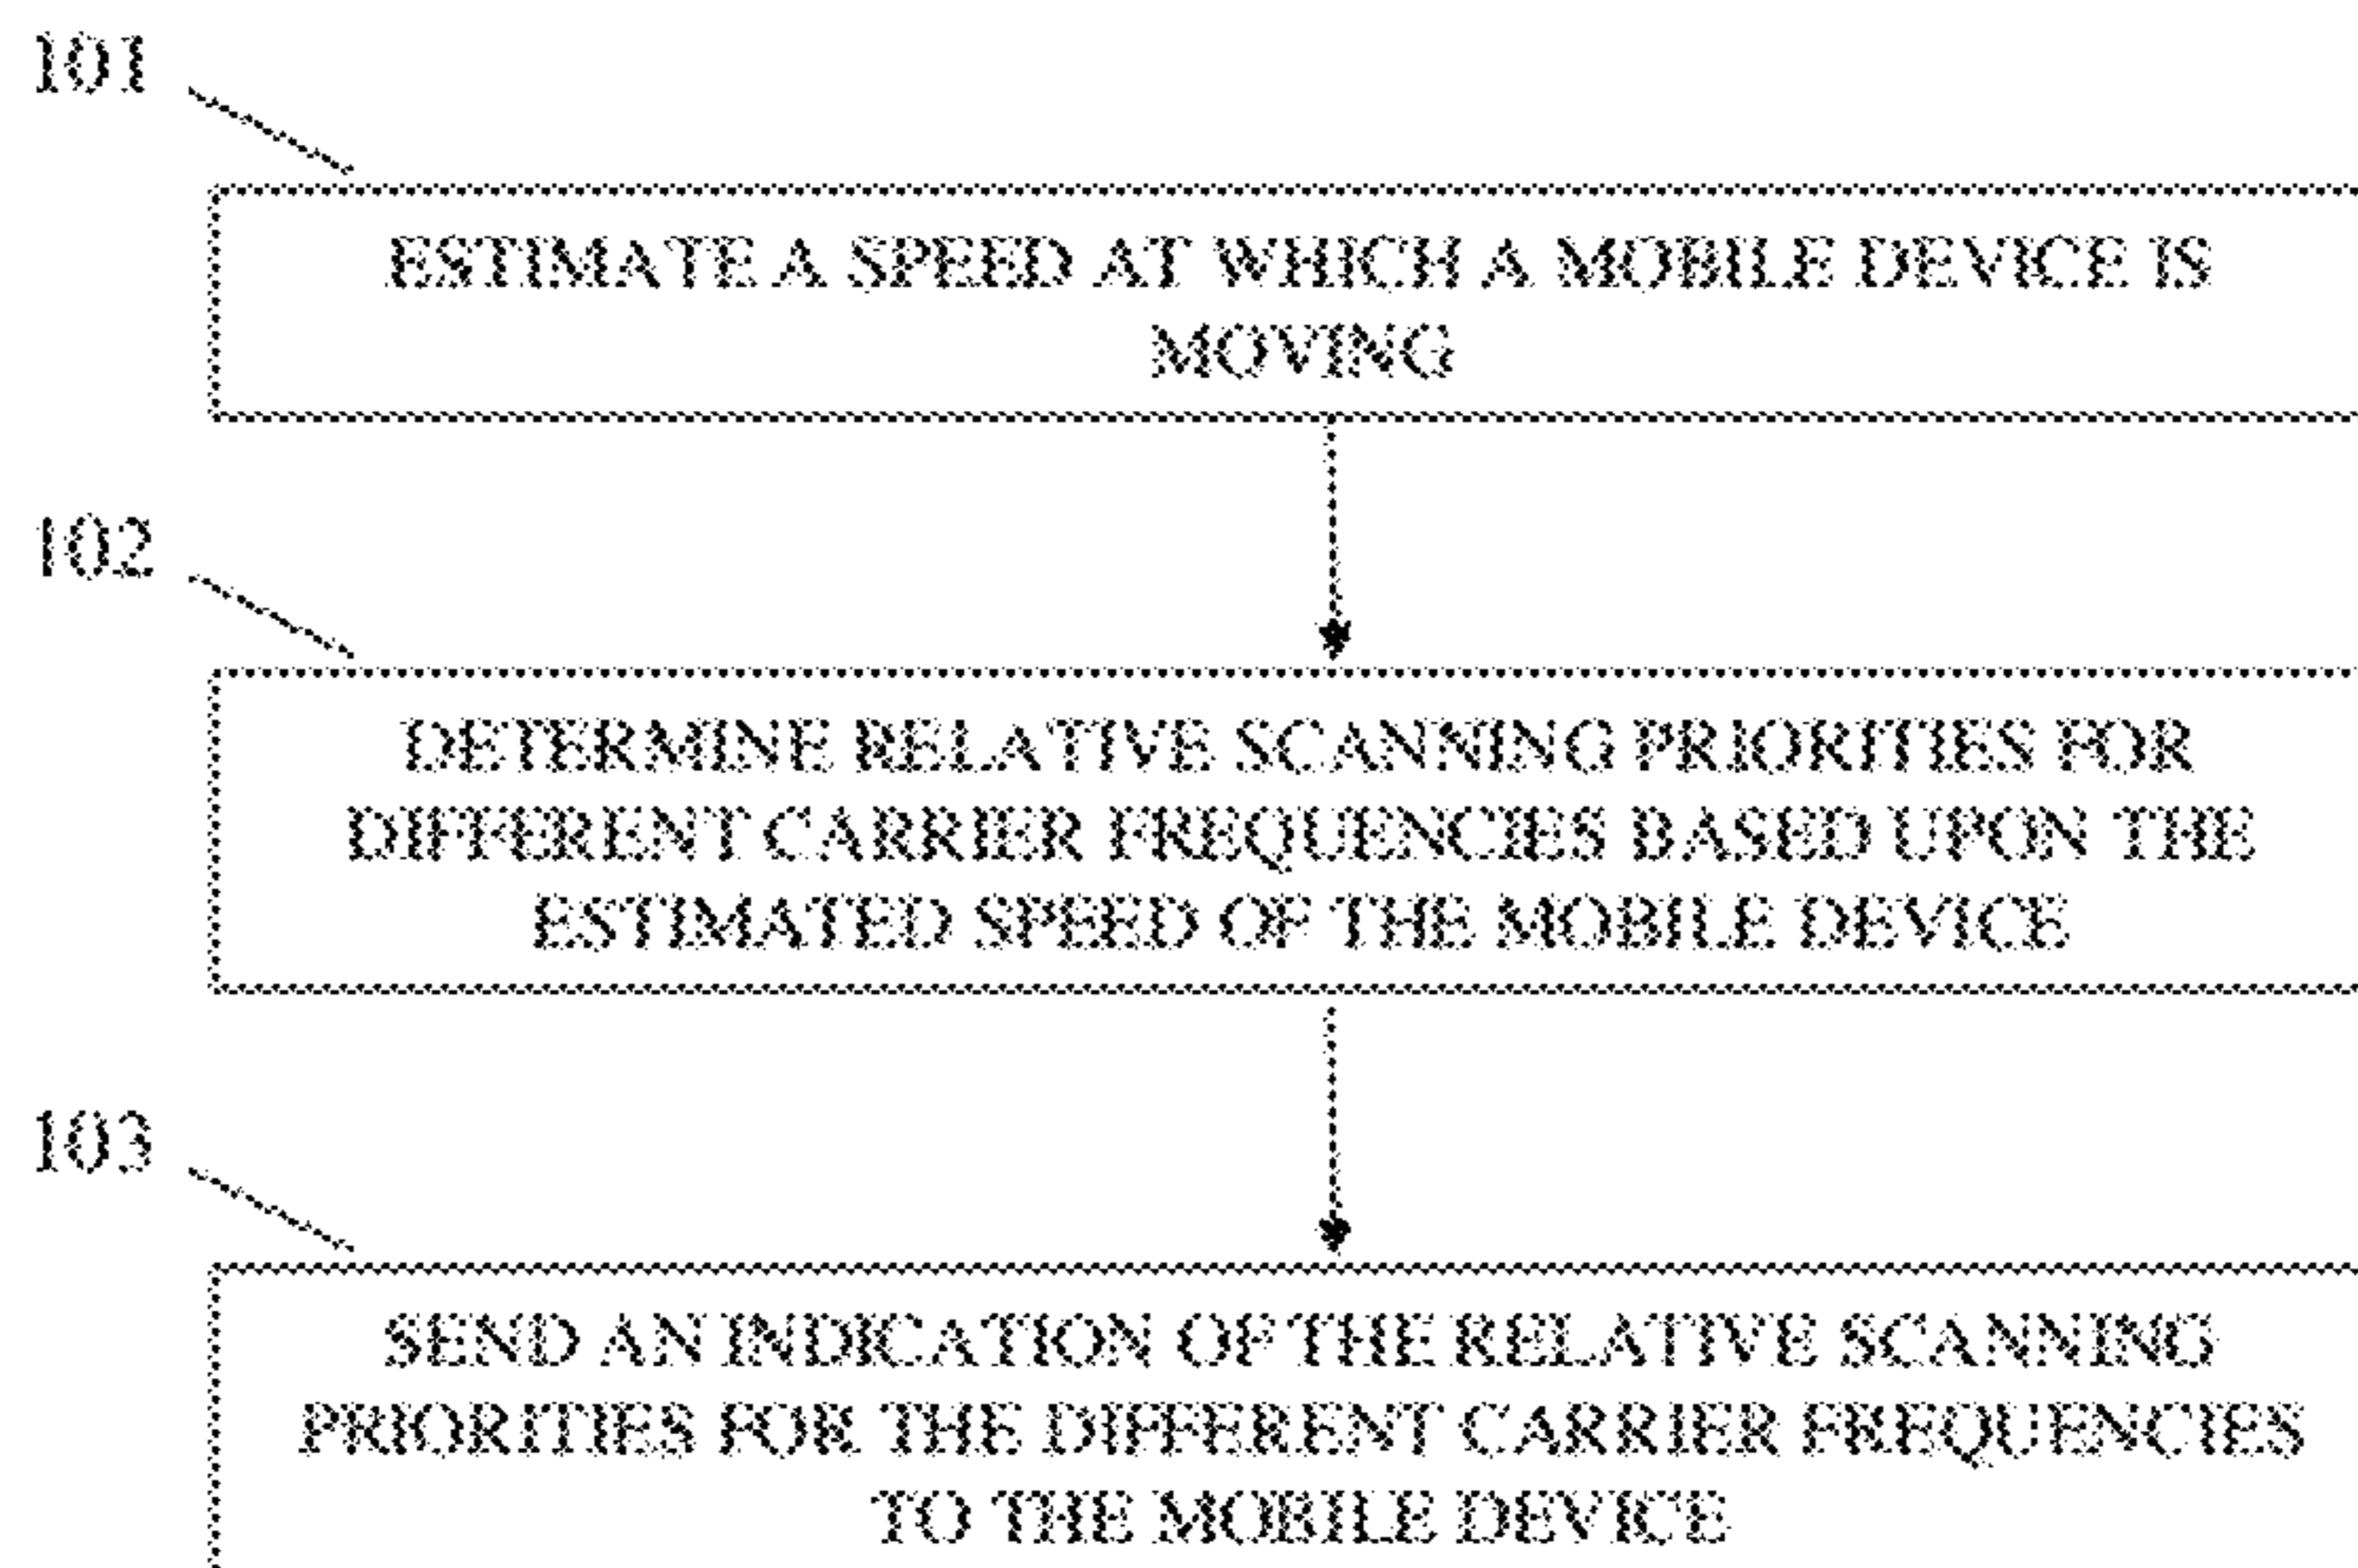 101
ESTIMATE A SPEED AT WHICH A MOBILE DEVICE IS
MOVING
102
DETERMINE RELATIVE SCANNING PRIORITIES FOR
DIFFERENT CARRIER FREQUENCIES BASED UPON THE
ESTIMATED SPEED OF THE MOBILE DEVICE
103
SEND AN INDICATION OF THE RELATIVE SCANNING
PRIORITIES FOR THE DIFFERENT CARRIER FREQUENCIES
TO THE MOBILE DEVICE